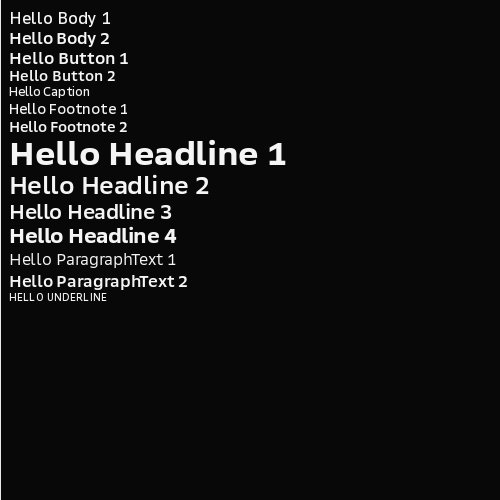 Hello Body 1
Hello Body 2
Hello Button 1
Hello Button 2
Hello Caption
Hello Footnote 1
Hello Footnote 2
Hello Headline 1
Hello Headline 2
Hello Headline 3
Hello Headline 4
Hello ParagraphText 1
Hello ParagraphText 2
HELLO UNDERLINE